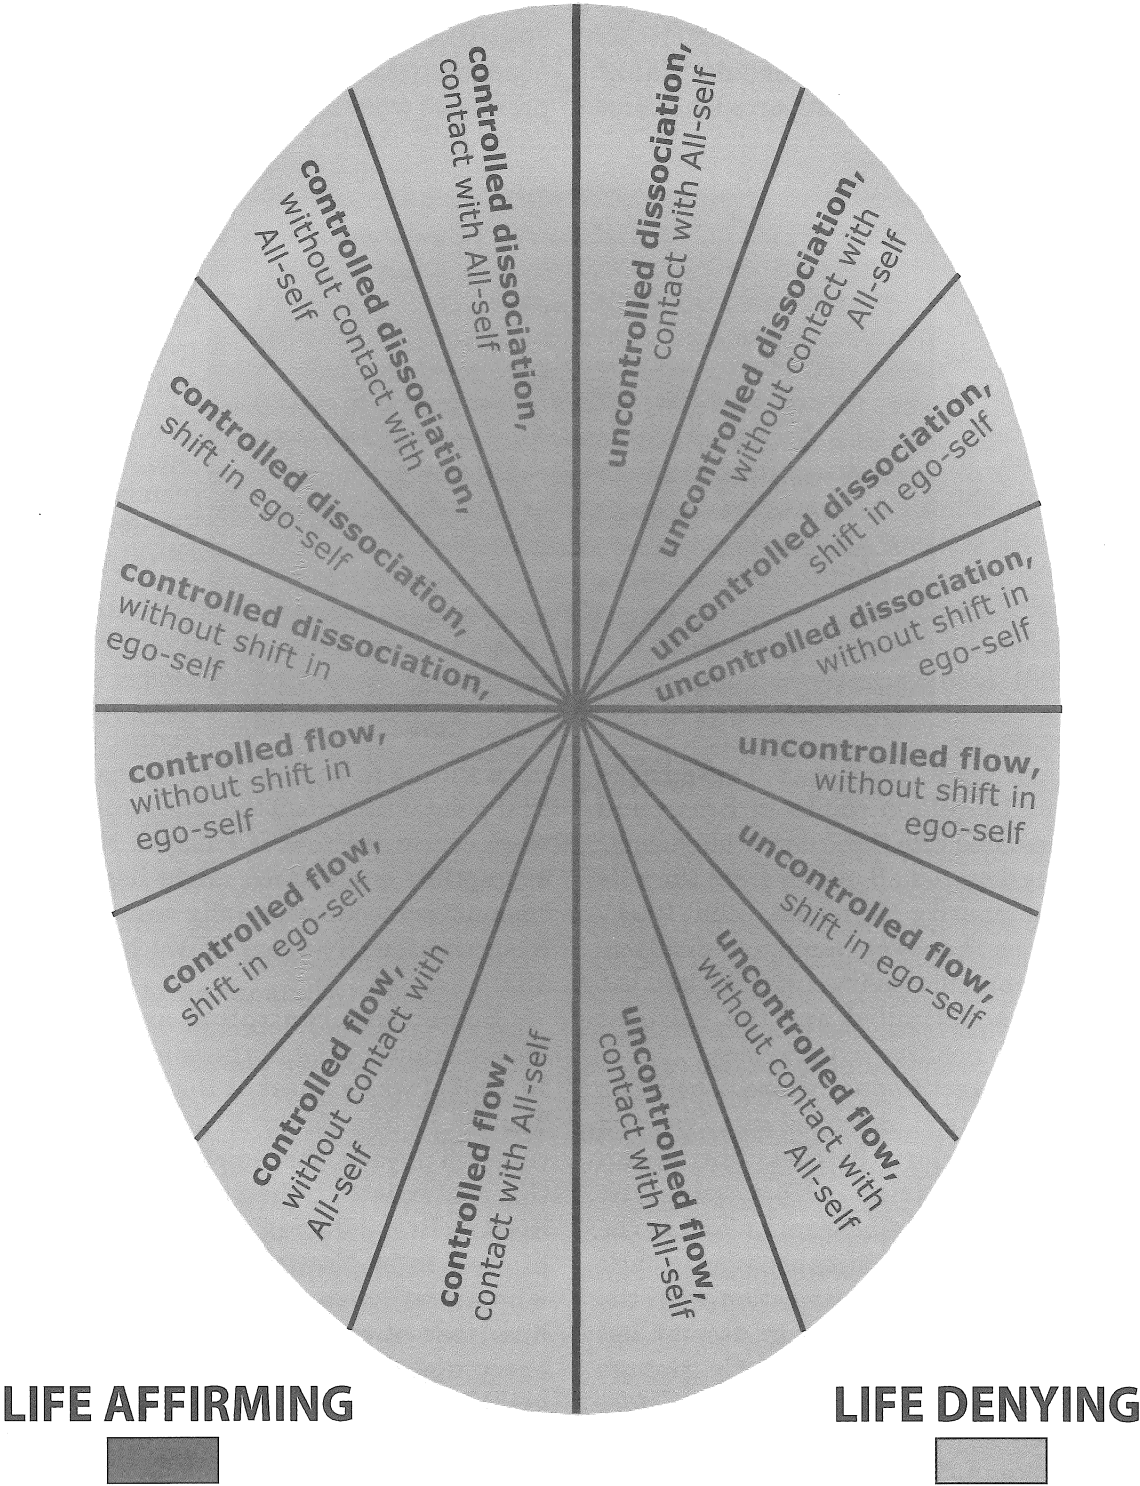 controlled dissociation,
contact with All-self
uncontrolled dissociation,
contact with All-self
controlled dissociation,
without contact with
All-self
uncontrolled dissociation,
without contact with
All-self
controlled dissociation,
shift in ego-self
uncontrolled dissociation,
shift in ego-self
controlled dissociation,
without shift in
ego-self
uncontrolled dissociation,
without shift in
ego-self
controlled flow,
without shift in
ego-self
uncontrolled flow,
without shift in
ego-self
controlled flow,
shift in ego-self
uncontrolled flow,
shift in ego-self
controlled flow,
without contact with
All-self
uncontrolled flow,
without contact with
All-self
controlled flow,
contact with All-self
uncontrolled flow,
contact with All-self
LIFE AFFIRMING
LIFE DENYING